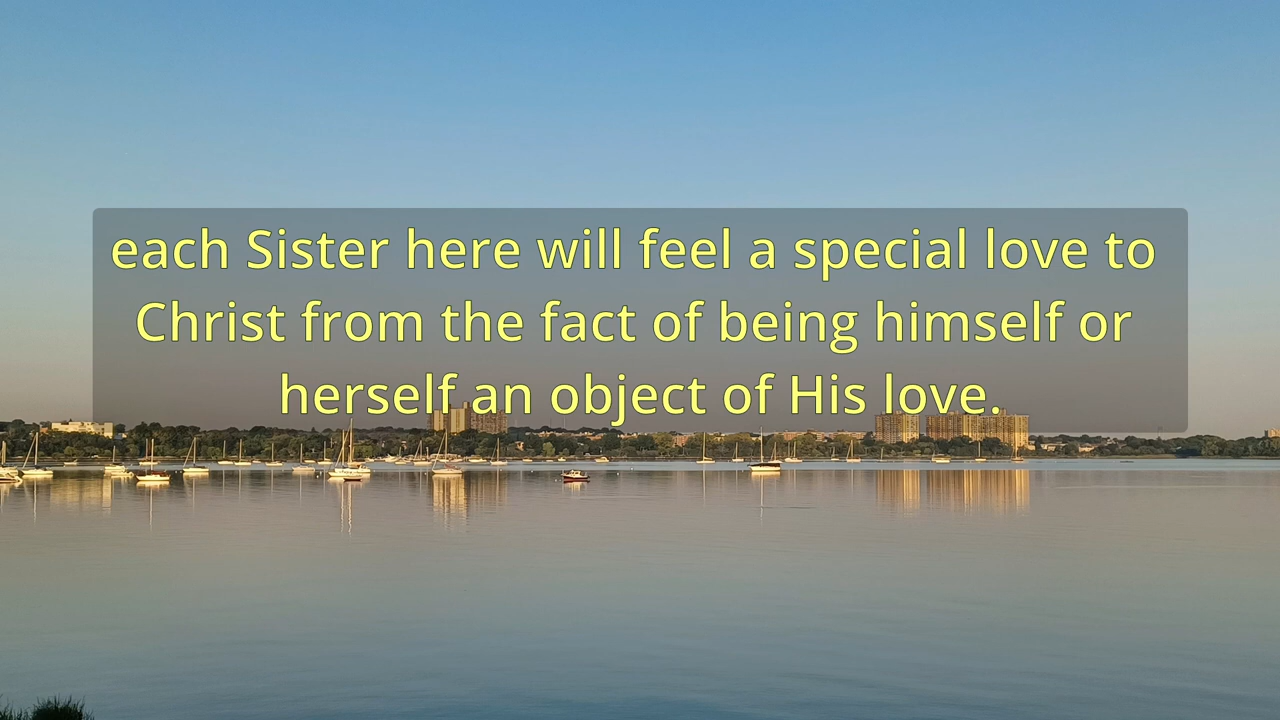 each Sister here will feel a special love to
Christ from the fact of being himself or
herself an object of His love.